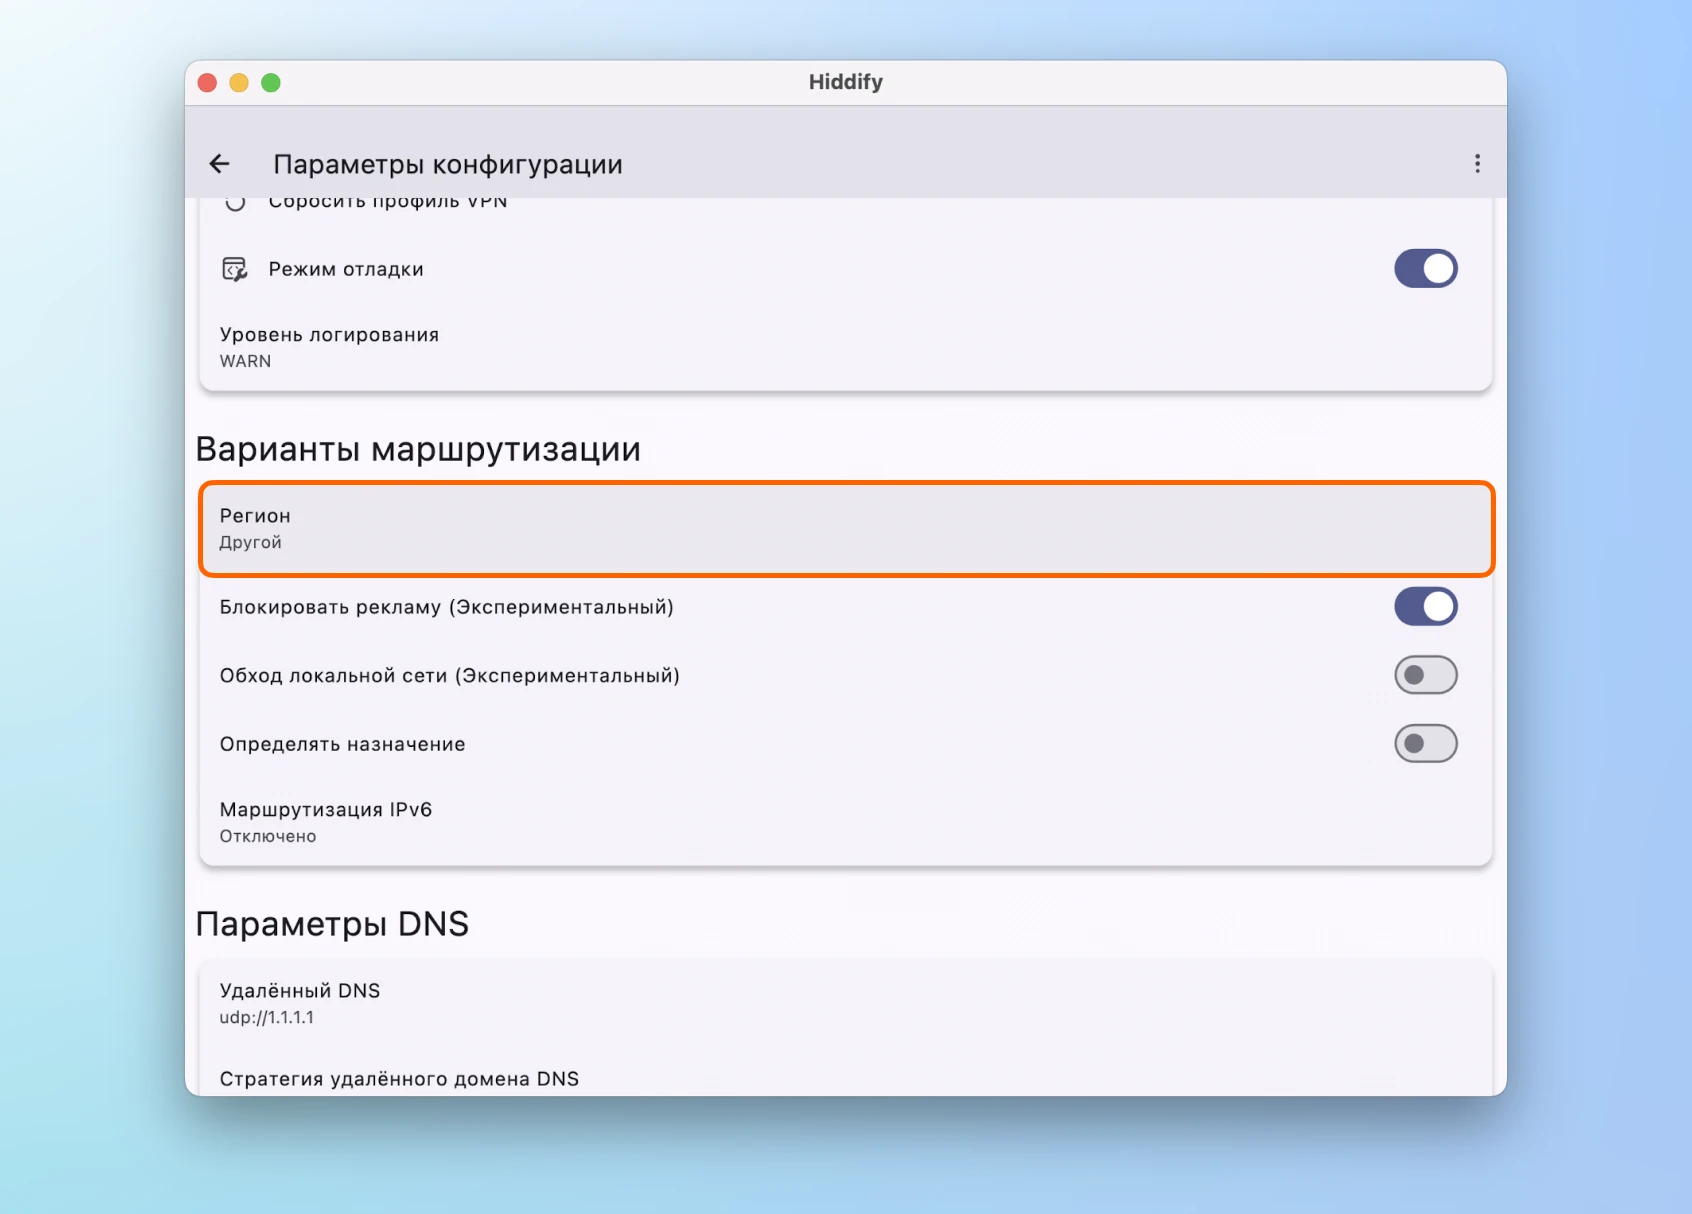 Hiddify
Параметры конфигурации
Сбросить профиль VPN
Режим отладки
Уровень логирования
WARN
Варианты маршрутизации
Регион
Другой
Блокировать рекламу (Экспериментальный)
Обход локальной сети (Экспериментальный)
Определять назначение
Маршрутизация IPv6
Отключено
Параметры DNS
Удалённый DNS
udp://1.1.1.1
Стратегия удалённого домена DNS